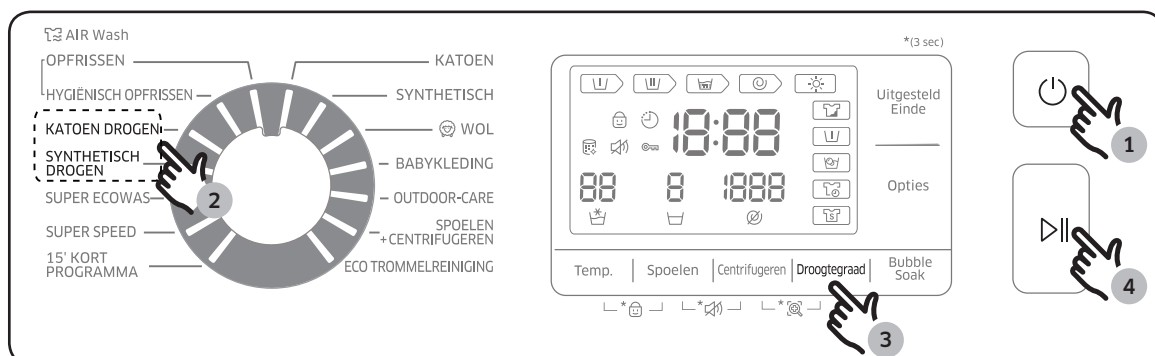 AIR Wash
OPFRISSEN
HYGIËNISCH OPFRISSEN
KATOEN DROGEN
SYNTHETISCH
DROGEN
SUPER ECOWAS
SUPER SPEED
15' KORT
PROGRAMMA
KATOEN
SYNTHETISCH
WOL
BABYKLEDING
OUTDOOR-CARE
SPOELEN
+CENTRIFUGEREN
ECO TROMMELREINIGING
2
*(3 sec)
18:88
88 8 1888
Uitgesteld
Einde
Opties
Temp. Spoelen Centrifugeren Droogtegraad Bubble
Soak
* * *
3
1
4